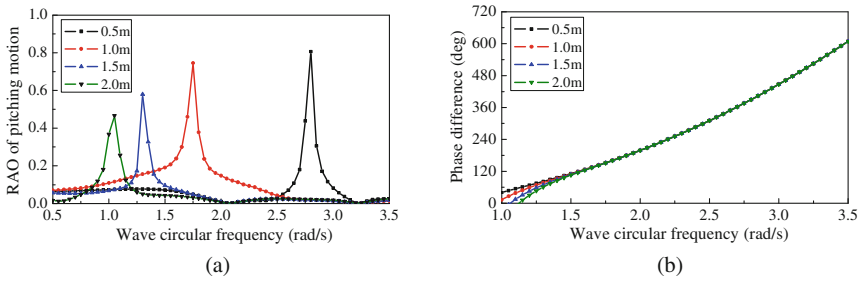 RAO of pitching motion
1.0
0.8
0.6
0.4
0.2
0.0
0.5m
1.0m
1.5m
2.0m
0.5 1.0 1.5 2.0 2.5 3.0 3.5
Wave circular frequency (rad/s)
(a)
Phase difference (deg)
720
600
480
360
240
120
0
0.5m
1.0m
1.5m
2.0m
1.0 1.5 2.0 2.5 3.0 3.5
Wave circular frequency (rad/s)
(b)